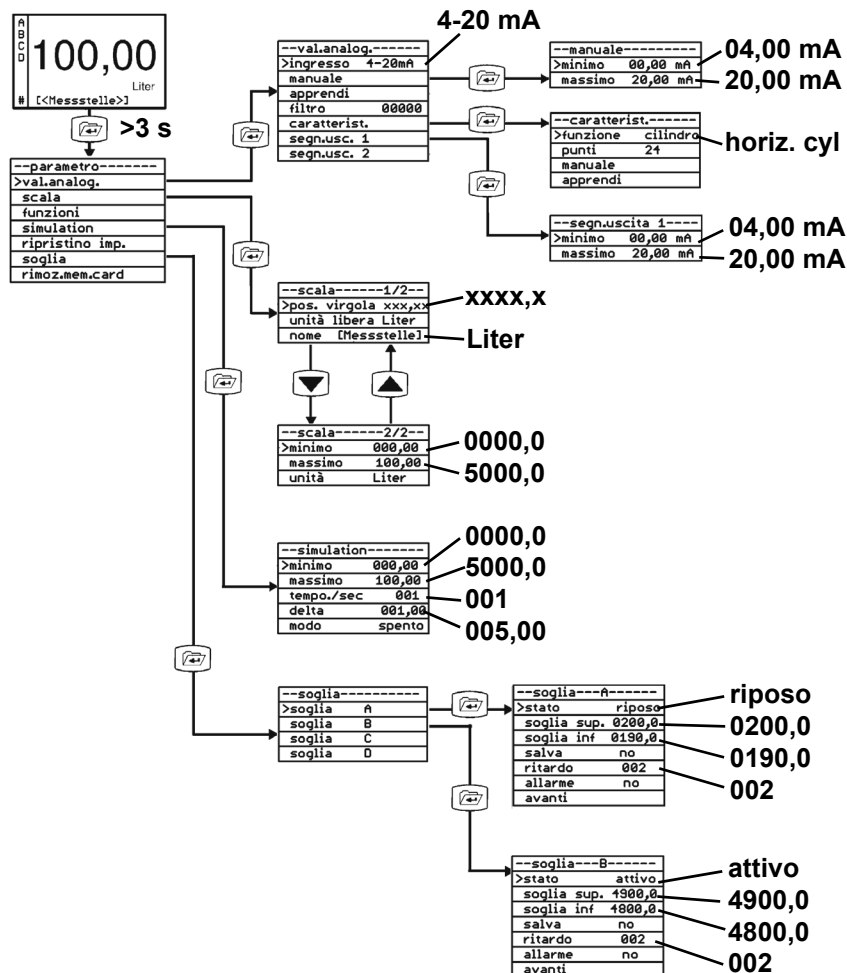 A
B
C
D
#
100,00
Liter
[<Messstelle>]
>3 s
--parametro-------
>val.analog.
scala
funzioni
simulation
ripristino imp.
soglia
rimoz.mem.card
--val.analog.------
>ingresso 4-20mA
manuale
apprendi
filtro 00000
caratterist.
segn.usc. 1
segn.usc. 2
4-20 mA
--manuale----------
>minimo 00,00 mA
massimo 20,00 mA
04,00 mA
20,00 mA
--caratterist.-----
>funzione cilindro
punti 24
manuale
apprendi
horiz. cyl
--segn.uscita 1----
>minimo 00,00 mA
massimo 20,00 mA
04,00 mA
20,00 mA
--scala------1/2--
>pos. virgola xxx,xx
unità libera Liter
nome [Messstelle]
xxxx,x
Liter
--scala------2/2--
>minimo 000,00
massimo 100,00
unità Liter
0000,0
5000,0
--simulation-------
>minimo 000,00
massimo 100,00
tempo./sec 001
delta 001,00
modo spento
0000,0
5000,0
001
005,00
--soglia----------
>soglia A
soglia B
soglia C
soglia D
--soglia---A------
>stato riposo
soglia sup. 0200,0
soglia inf 0190,0
salva no
ritardo 002
allarme no
avanti
riposo
0200,0
0190,0
002
--soglia---B------
>stato attivo
soglia sup. 4900,0
soglia inf 4800,0
salva no
ritardo 002
allarme no
avanti
attivo
4900,0
4800,0
002